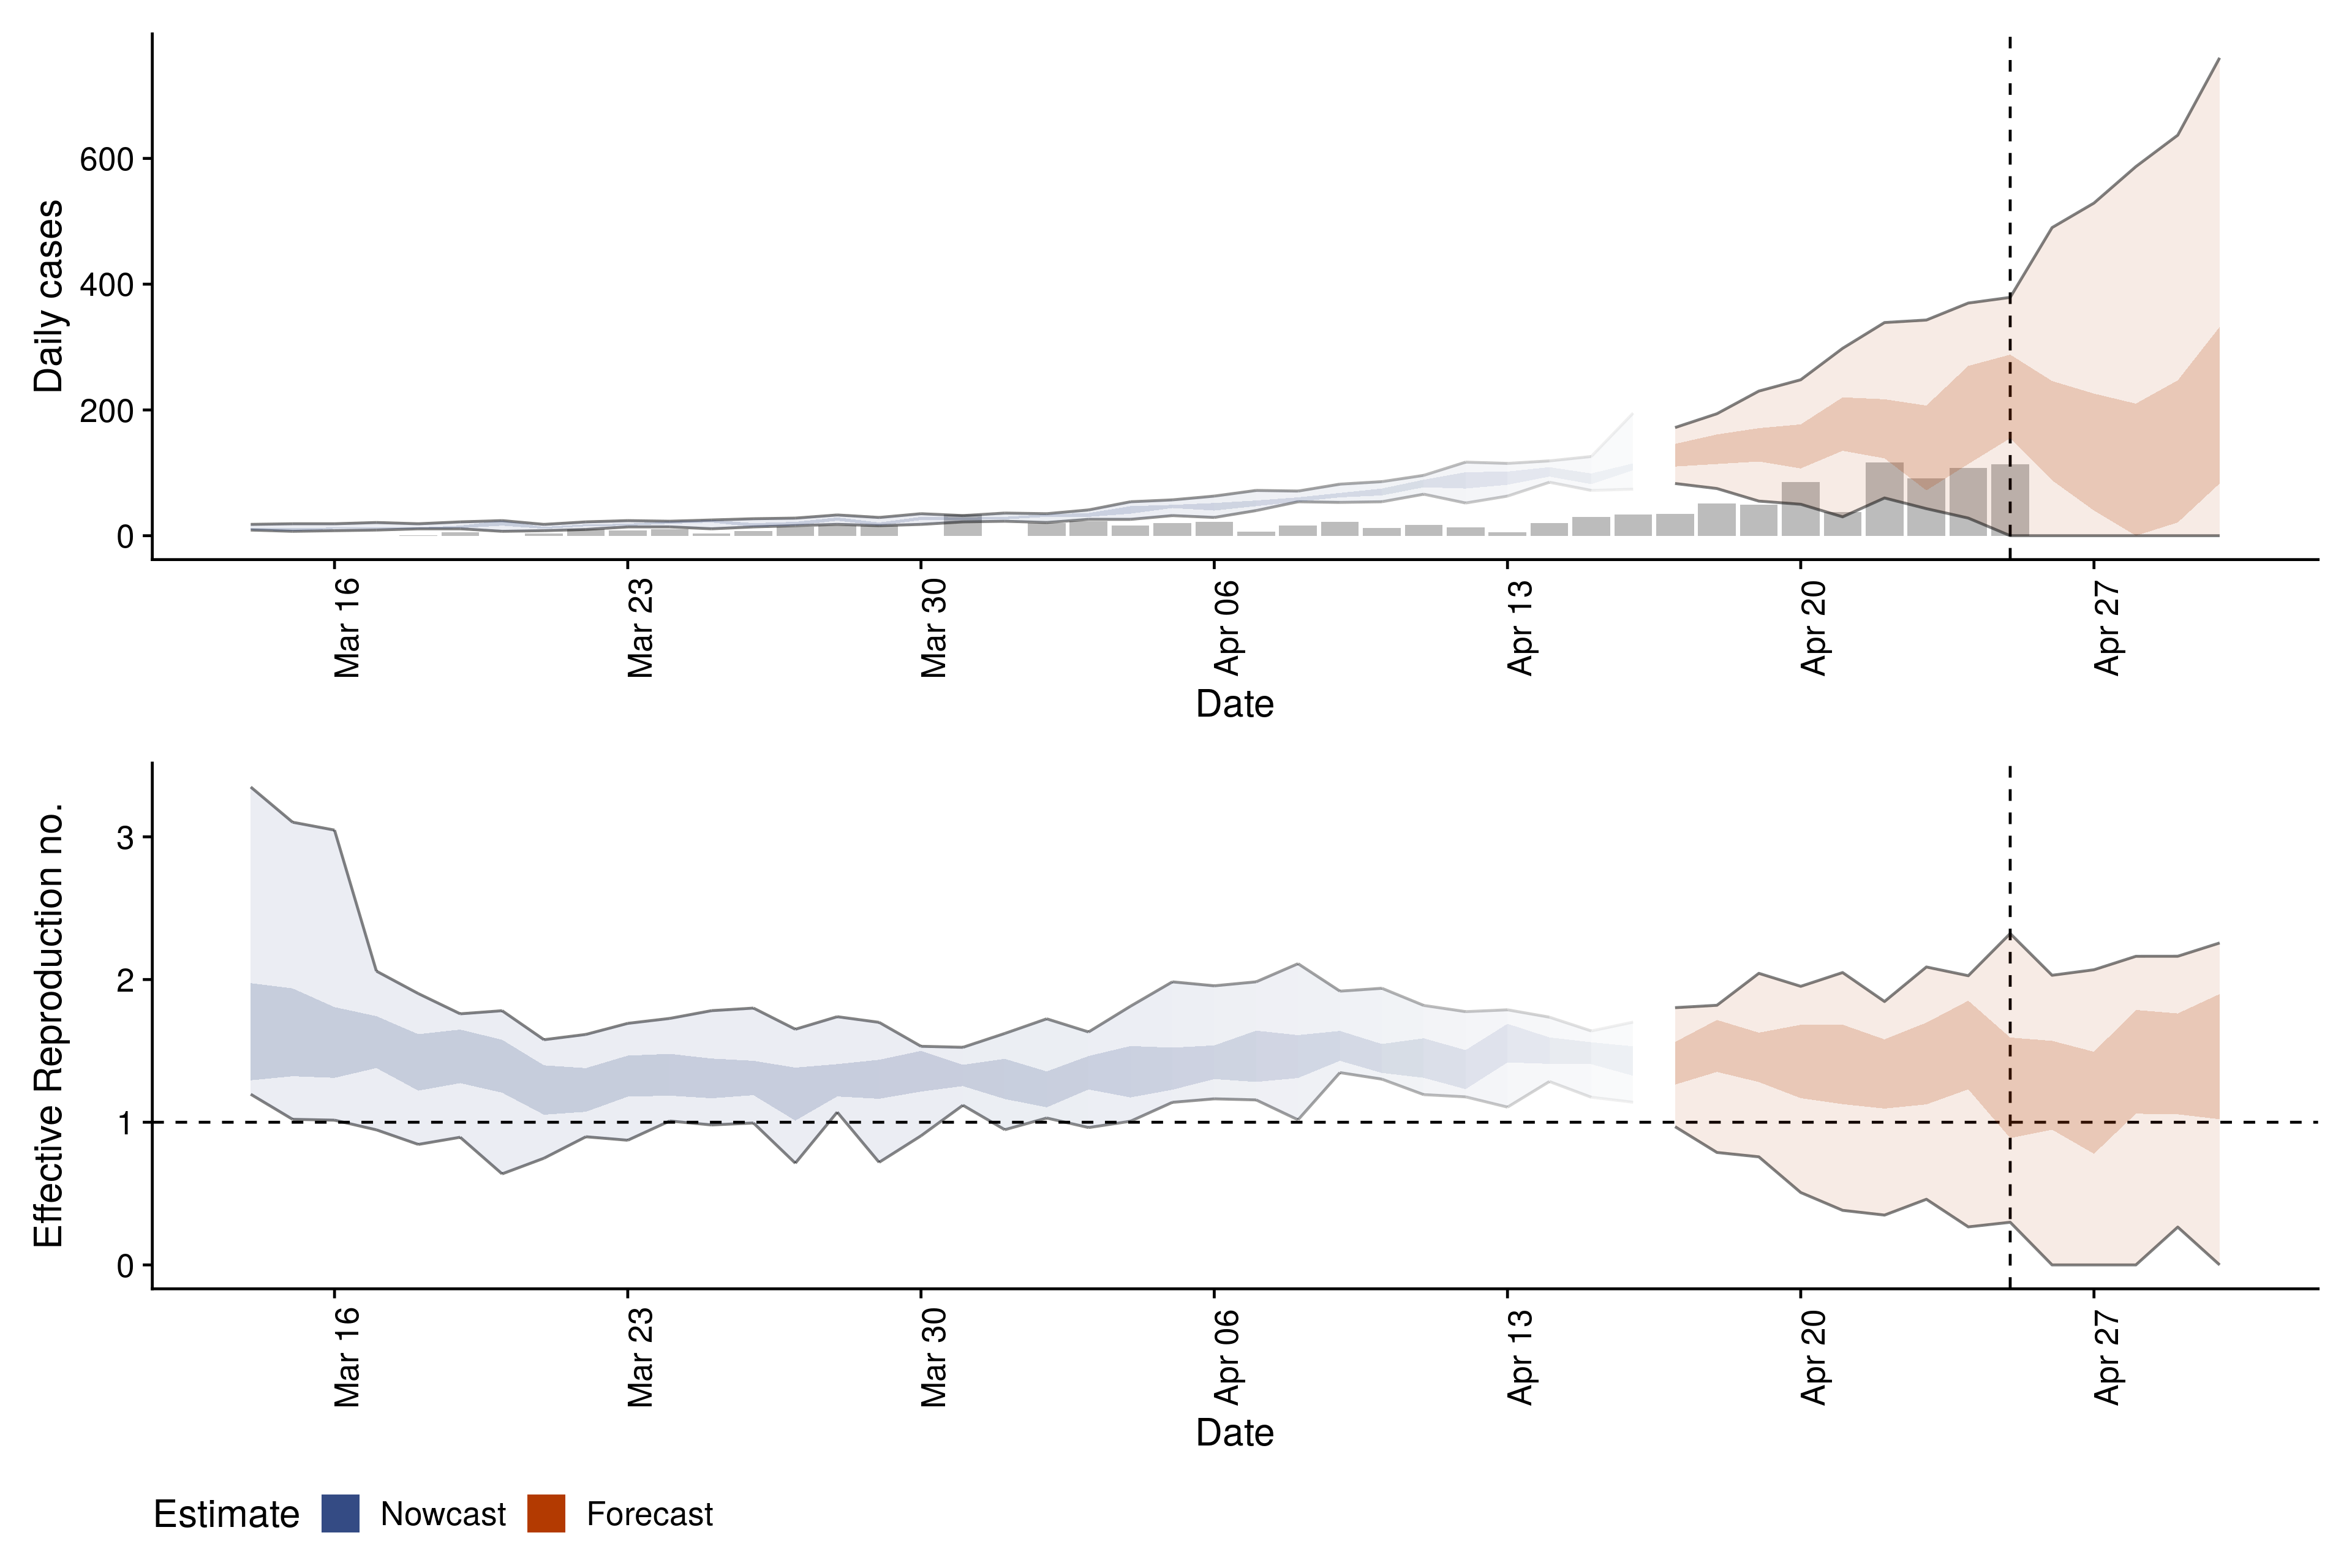 Daily cases
600
400
200
0
Mar 16
Mar 23
Mar 30
Apr 06
Apr 13
Apr 20
Apr 27
Date
Effective Reproduction no.
3
2
1
0
Mar 16
Mar 23
Mar 30
Apr 06
Apr 13
Apr 20
Apr 27
Date
Estimate Nowcast Forecast